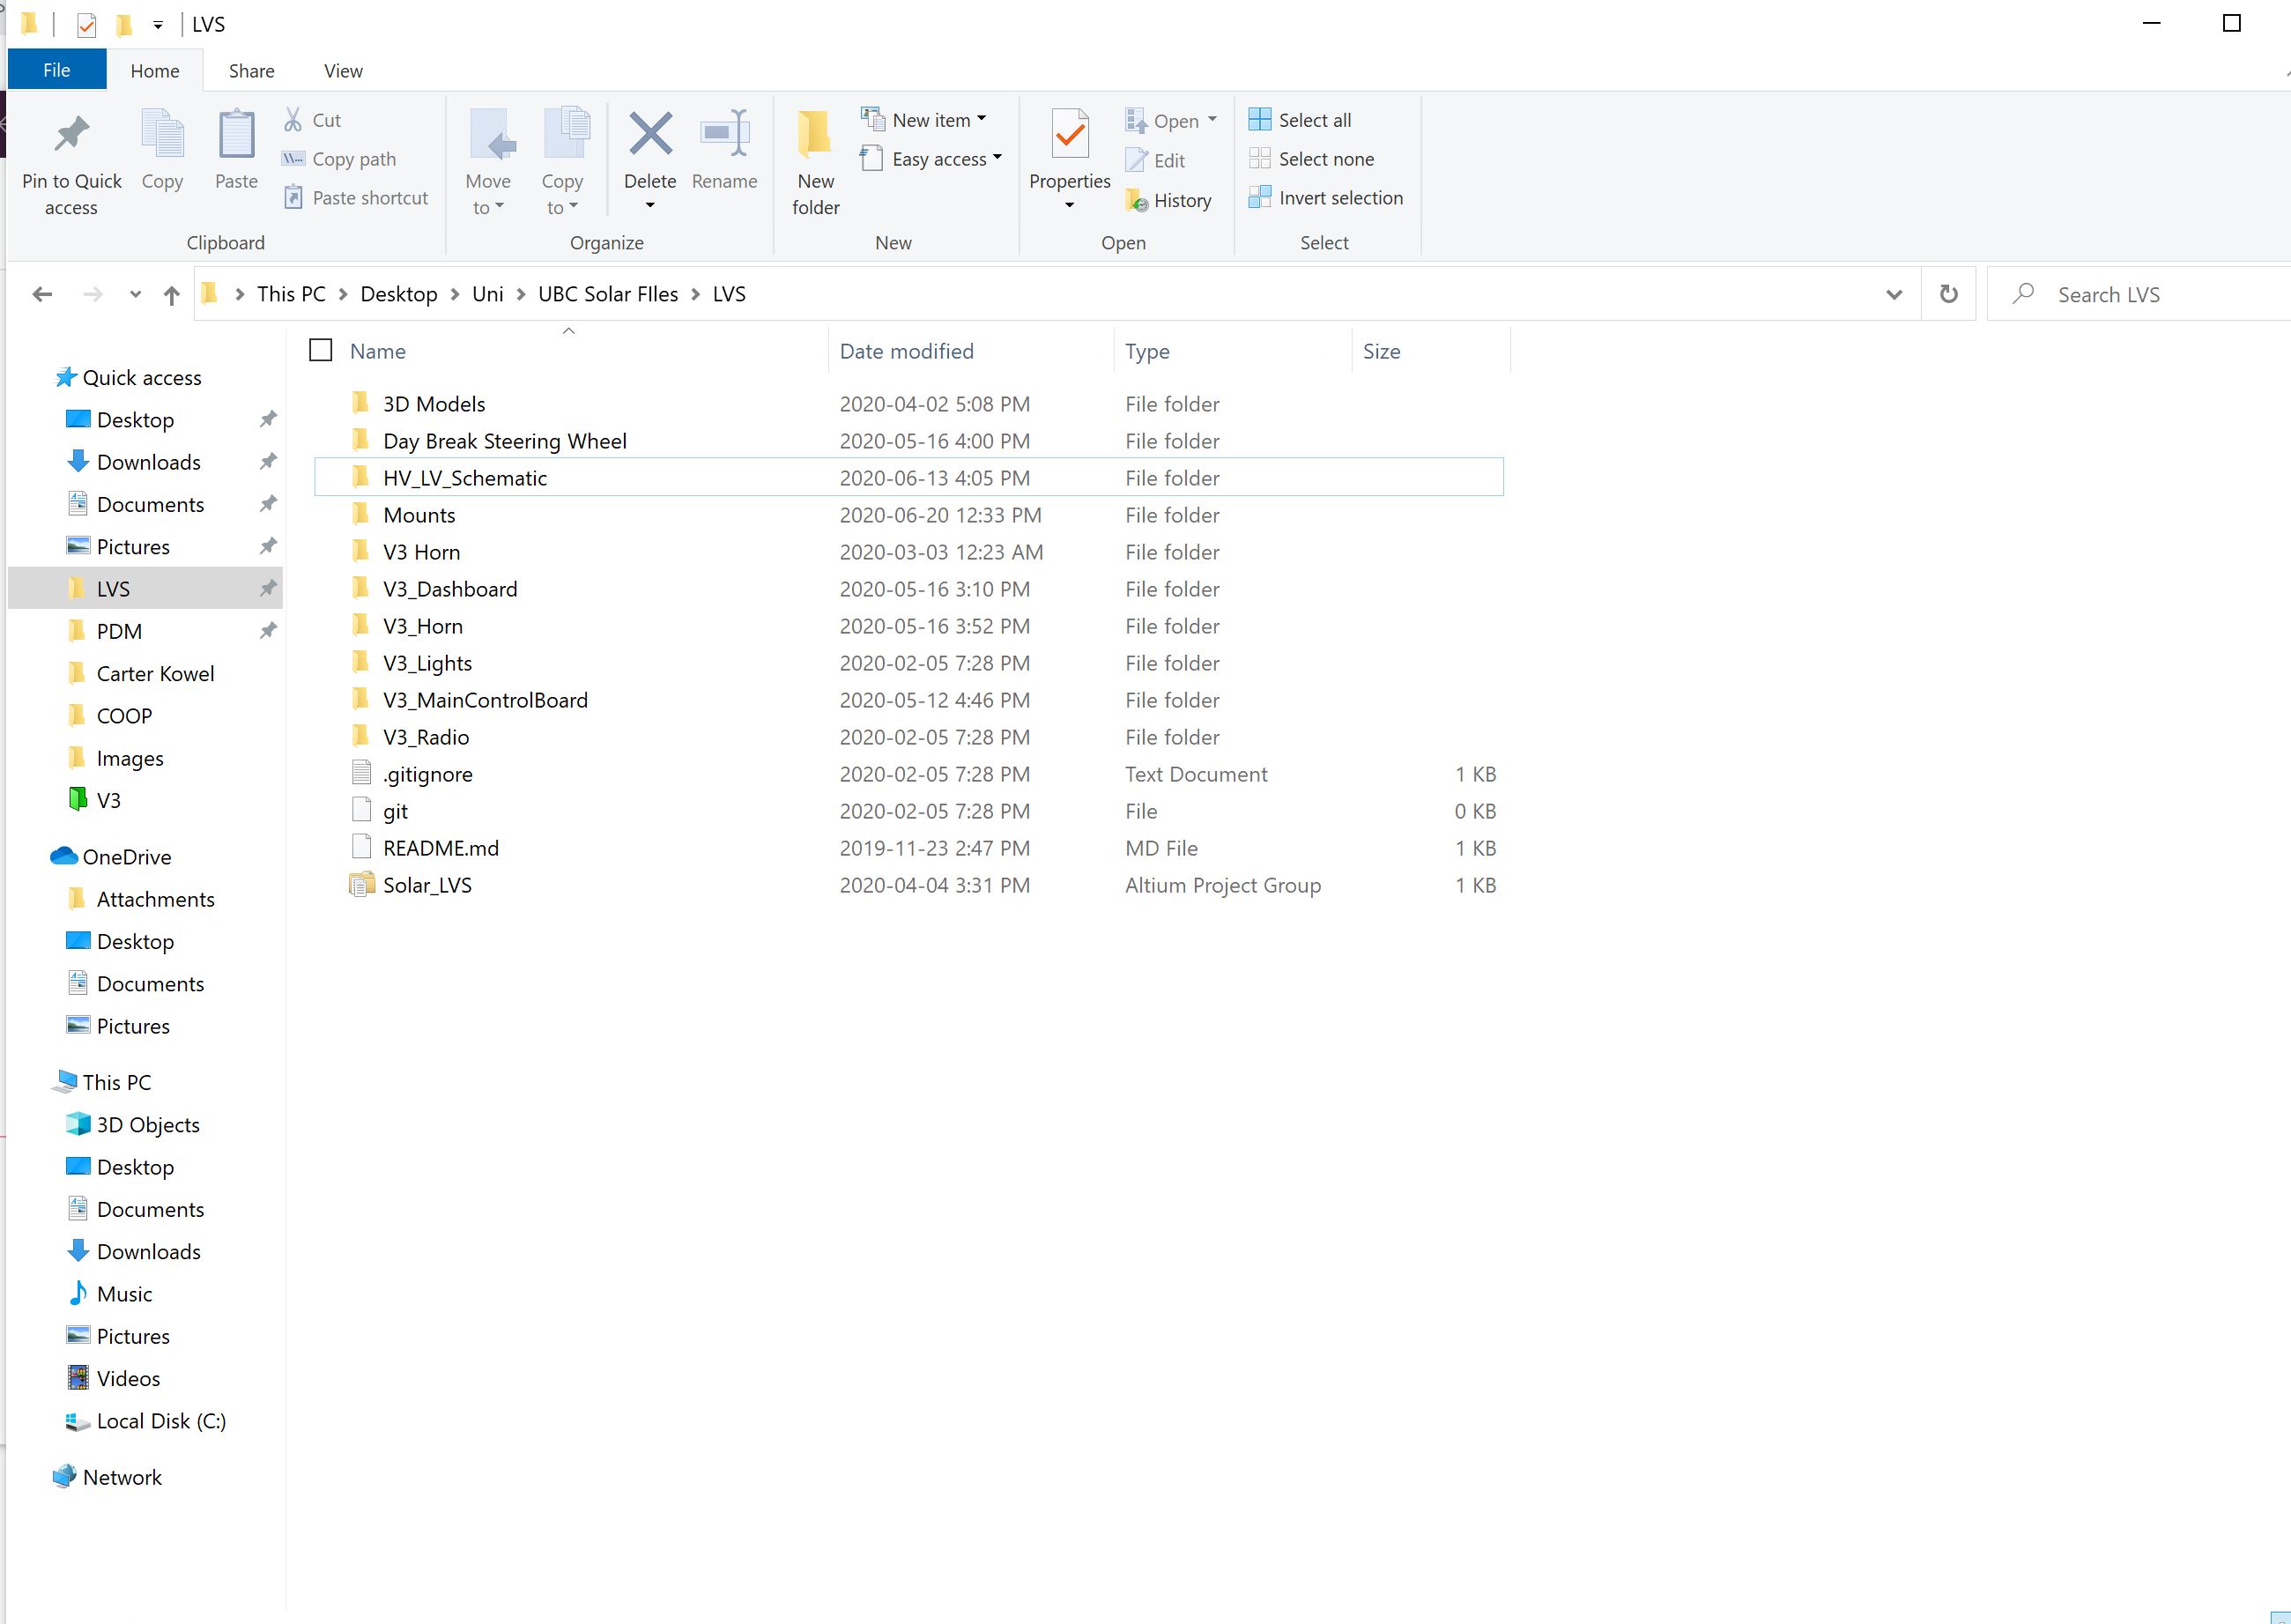 LVS
File Home Share View
Pin to Quick access
Copy
Paste
Cut
Copy path
Paste shortcut
Clipboard
Move to
Copy to
Delete
Rename
Organize
New folder
New item
Easy access
New
Properties
Open
Edit
History
Open
Select all
Select none
Invert selection
Select
This PC > Desktop > Uni > UBC Solar FIles > LVS
Search LVS
Quick access
Desktop
Downloads
Documents
Pictures
LVS
PDM
Carter Kowel
COOP
Images
V3
OneDrive
Attachments
Desktop
Documents
Pictures
This PC
3D Objects
Desktop
Documents
Downloads
Music
Pictures
Videos
Local Disk (C:)
Network
Name Date modified Type Size
3D Models 2020-04-02 5:08 PM File folder
Day Break Steering Wheel 2020-05-16 4:00 PM File folder
HV_LV_Schematic 2020-06-13 4:05 PM File folder
Mounts 2020-06-20 12:33 PM File folder
V3 Horn 2020-03-03 12:23 AM File folder
V3_Dashboard 2020-05-16 3:10 PM File folder
V3_Horn 2020-05-16 3:52 PM File folder
V3_Lights 2020-02-05 7:28 PM File folder
V3_MainControlBoard 2020-05-12 4:46 PM File folder
V3_Radio 2020-02-05 7:28 PM File folder
.gitignore 2020-02-05 7:28 PM Text Document 1 KB
git 2020-02-05 7:28 PM File 0 KB
README.md 2019-11-23 2:47 PM MD File 1 KB
Solar_LVS 2020-04-04 3:31 PM Altium Project Group 1 KB